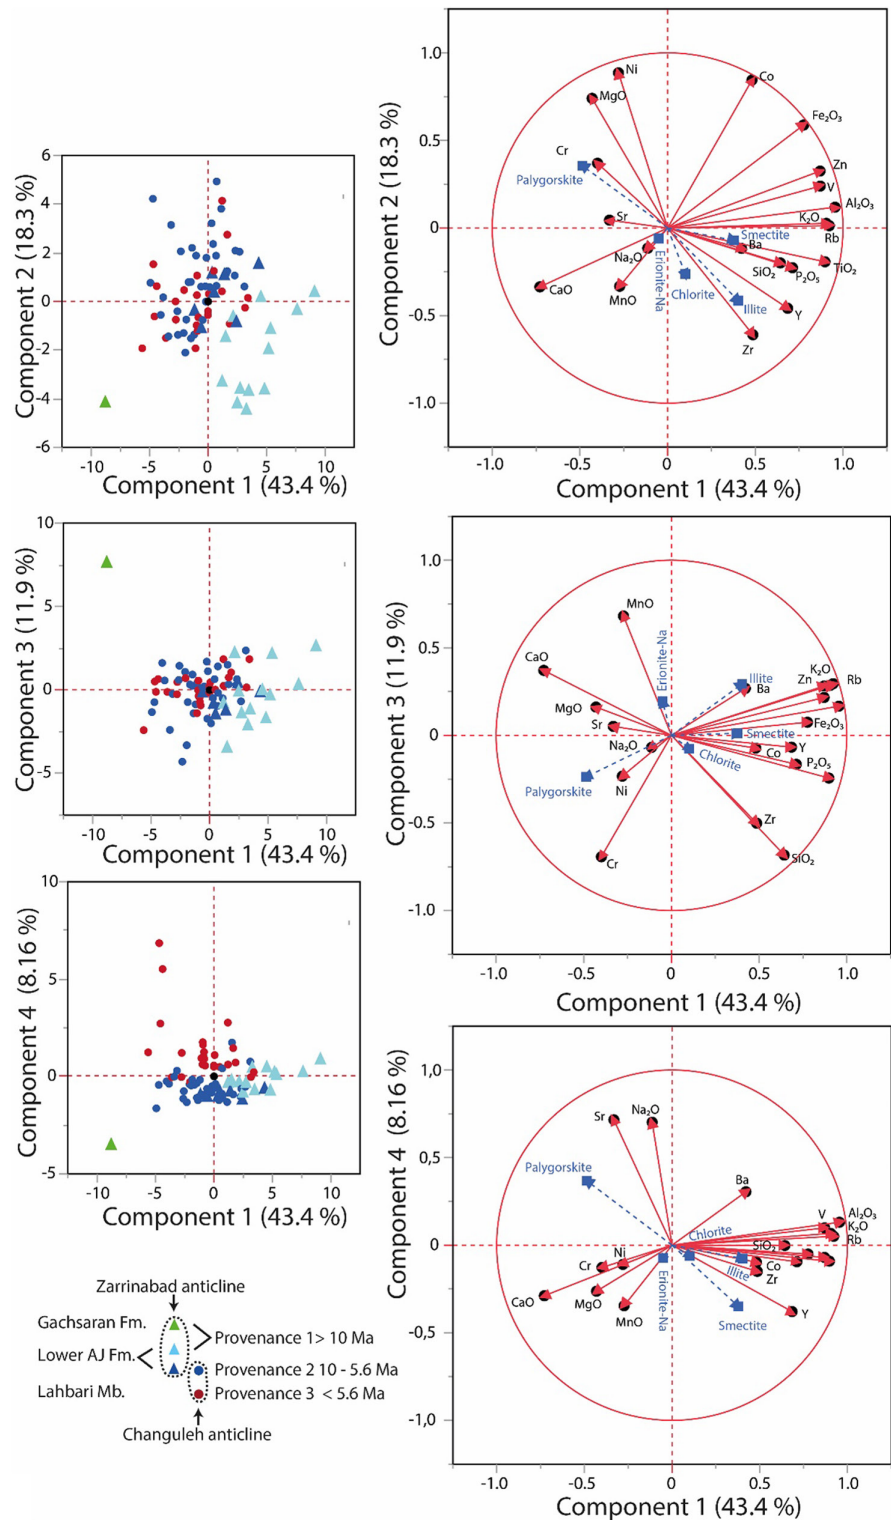 Component 2 (18.3 %)
6
4
2
0
-2
-4
-6
-10
-5
0
5
10
Component 1 (43.4 %)
Component 2 (18.3 %)
1.0
0.5
0
-0.5
-1.0
Ni
MgO
Co
Fe₂O₃
Cr
Palygorskite
Zn
V
Al₂O₃
Sr
K₂O
Rb
Smectite
Ba
Na₂O
Erionite-Na
SiO₂
P₂O₅
TiO₂
CaO
MnO
Chlorite
Illite
Y
Zr
-1.0
-0.5
0
0.5
1.0
Component 1 (43.4 %)
Component 3 (11.9 %)
10
5
0
-5
-10
-5
0
5
10
Component 1 (43.4 %)
Component 3 (11.9 %)
1.0
0.5
0
-0.5
-1.0
MnO
CaO
Erionite-Na
Illite
K₂O
Zn
Rb
Ba
MgO
Sr
Fe₂O₃
Smectite
Na₂O
Co
Y
Chlorite
P₂O₅
Palygorskite
Ni
Zr
Cr
SiO₂
-1.0
-0.5
0
0.5
1.0
Component 1 (43.4 %)
Component 4 (8.16 %)
10
5
0
-5
-10
-5
0
5
10
Component 1 (43.4 %)
Component 4 (8.16 %)
1,0
0,5
0
-0.5
-1,0
Sr
Na₂O
Palygorskite
Ba
Chlorite
V
Al₂O₃
K₂O
SiO₂
Rb
Ni
Cr
Co
Illite
Zr
Erionite-Na
CaO
MgO
MnO
Smectite
Y
-1.0
-0.5
0
0.5
1.0
Component 1 (43.4 %)
Zarrinabad anticline
Gachsaran Fm.
Provenance 1 > 10 Ma
Lower AJ Fm.
Provenance 2 10 - 5.6 Ma
Lahbari Mb.
Provenance 3 < 5.6 Ma
Changuleh anticline